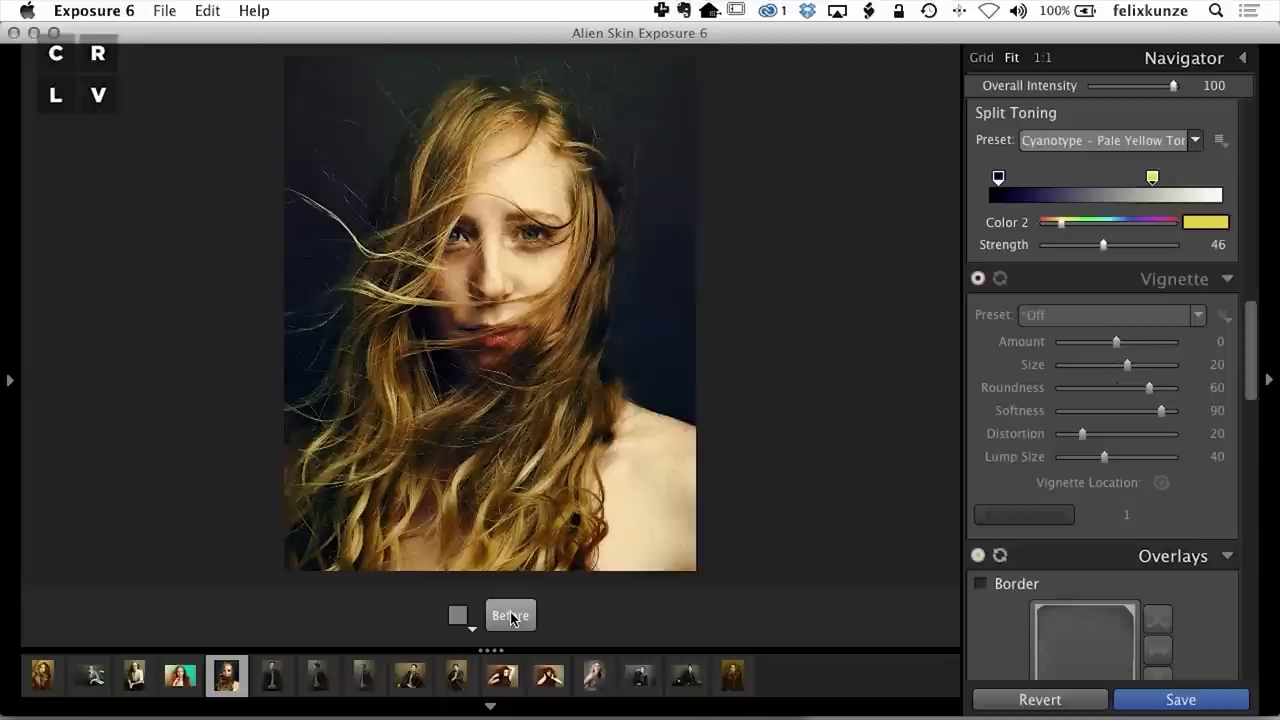 Exposure 6 File Edit Help 1 100% felixkunze
Alien Skin Exposure 6
C R
L V
Grid Fit 1:1 Navigator
Overall Intensity 100
Split Toning
Preset: Cyanotype - Pale Yellow Tor
Color 2
Strength 46
Vignette
Preset: Off
Amount 0
Size 20
Roundness 60
Softness 90
Distortion 20
Lump Size 40
Vignette Location:
1
Overlays
Border
Before
Revert Save